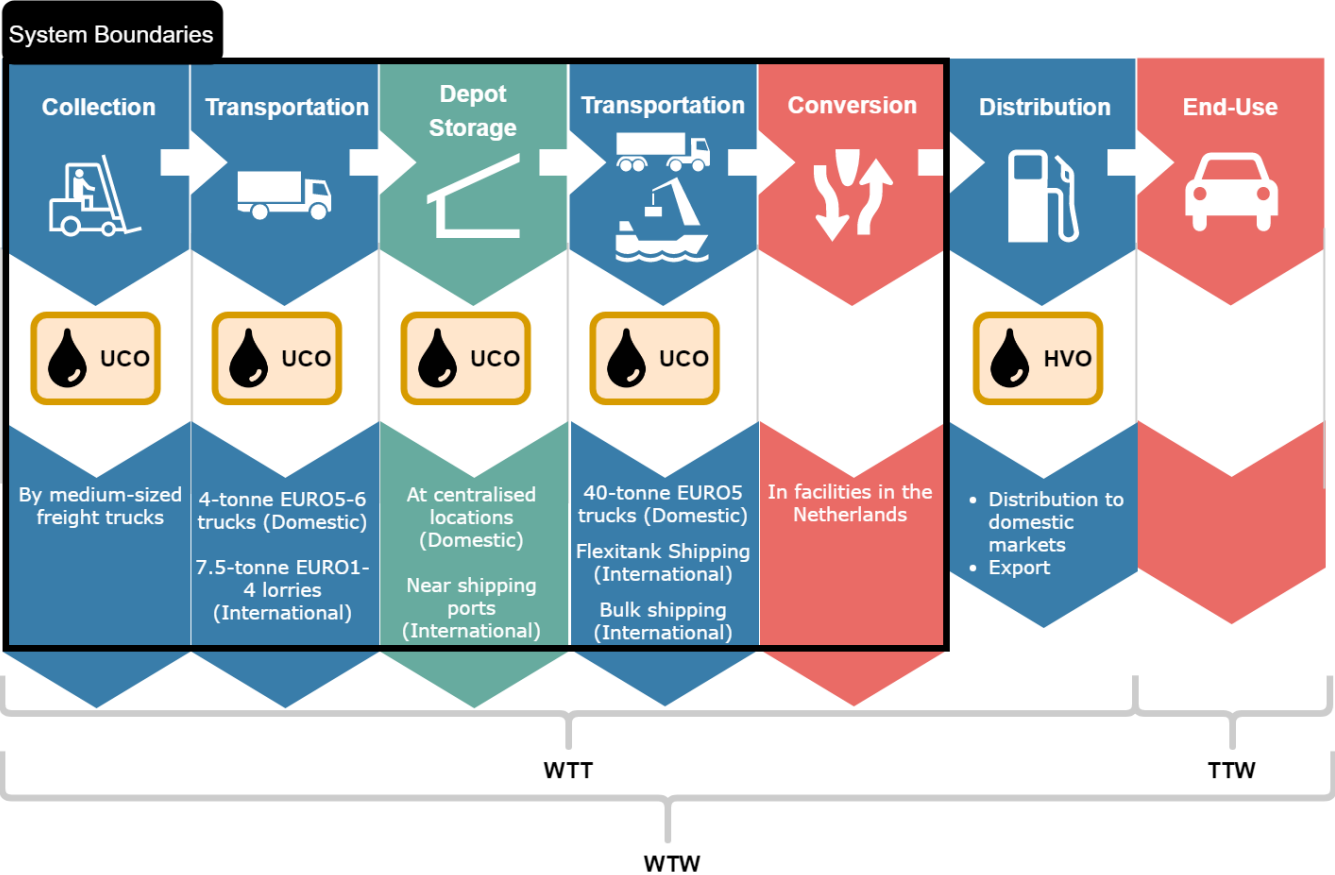 System Boundaries
Collection
Transportation
Depot
Storage
Transportation
Conversion
Distribution
End-Use
UCO
UCO
UCO
UCO
HVO
By medium-sized
freight trucks
4-tonne EURO5-6
trucks (Domestic)
7.5-tonne EURO1-
4 lorries
(International)
At centralised
locations
(Domestic)
Near shipping
ports
(International)
40-tonne EURO5
trucks (Domestic)
Flexitank Shipping
(International)
Bulk shipping
(International)
In facilities in the
Netherlands
• Distribution to
domestic
markets
• Export
WTT
TTW
WTW